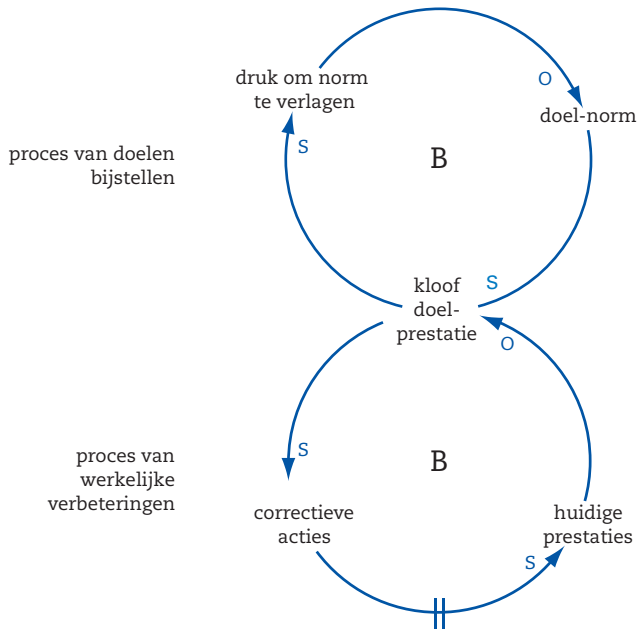 druk om norm
te verlagen
O
doel-norm
S
proces van doelen
bijstellen
B
S
kloof
doel-
prestatie
O
S
proces van
werkelijke
verbeteringen
B
correctieve
acties
huidige
prestaties
S